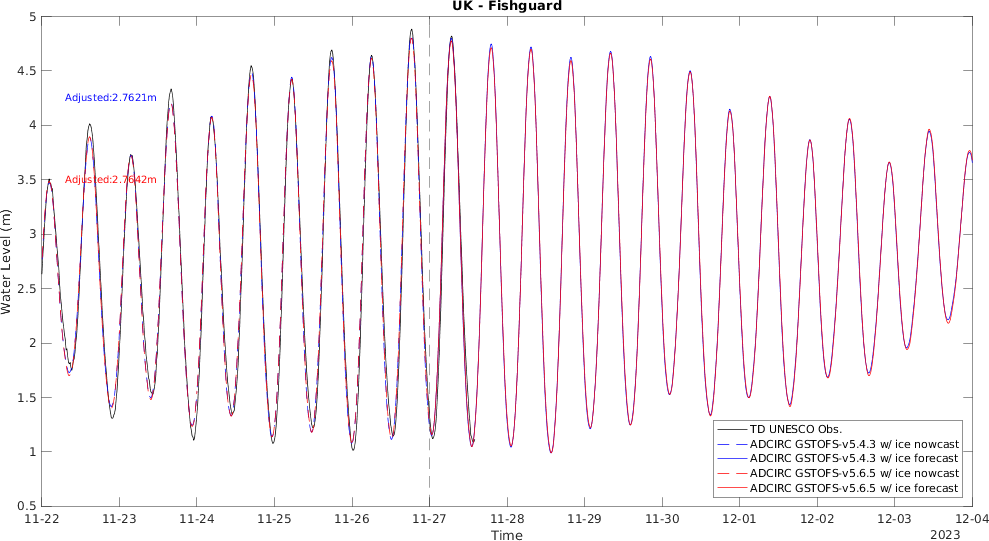 UK - Fishguard
5
4.5
4
3.5
3
2.5
2
1.5
1
0.5
Water Level (m)
Adjusted:2.7621m
Adjusted:2.7642m
TD UNESCO Obs.
ADCIRC GSTOFS-v5.4.3 w/ ice nowcast
ADCIRC GSTOFS-v5.4.3 w/ ice forecast
ADCIRC GSTOFS-v5.6.5 w/ ice nowcast
ADCIRC GSTOFS-v5.6.5 w/ ice forecast
11-22 11-23 11-24 11-25 11-26 11-27 11-28 11-29 11-30 12-01 12-02 12-03 12-04
Time
2023